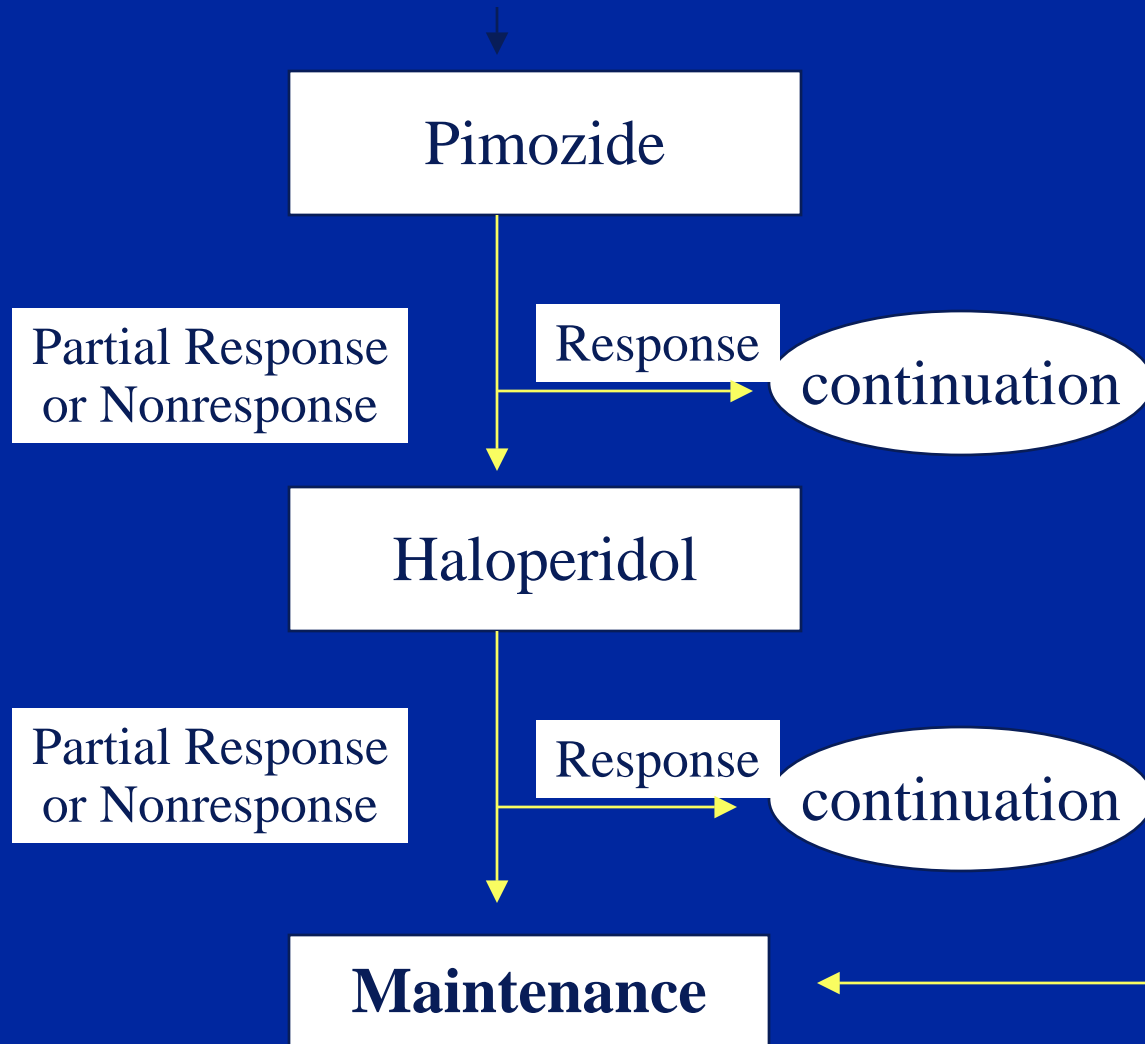 Pimozide
Partial Response
or Nonresponse
Response
continuation
Haloperidol
Partial Response
or Nonresponse
Response
continuation
Maintenance